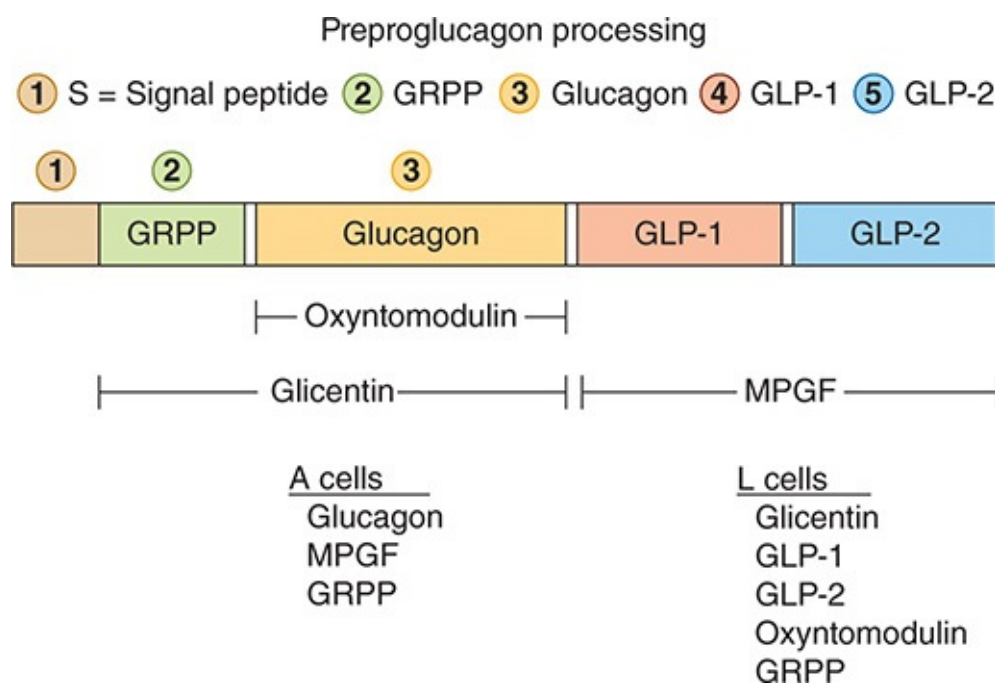 Preproglucagon processing
1 S = Signal peptide 2 GRPP 3 Glucagon 4 GLP-1 5 GLP-2
1 2 3
GRPP Glucagon GLP-1 GLP-2
Oxyntomodulin
Glicentin MPGF
A cells
Glucagon
MPGF
GRPP
L cells
Glicentin
GLP-1
GLP-2
Oxyntomodulin
GRPP